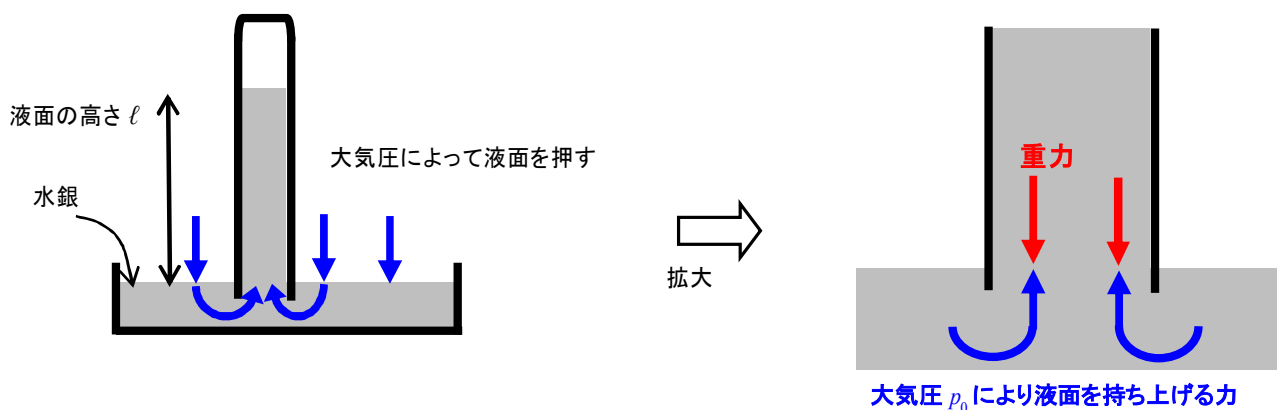 液面の高さ ℓ
大気圧によって液面を押す
水銀
拡大
重力
大気圧 p₀ により液面を持ち上げる力